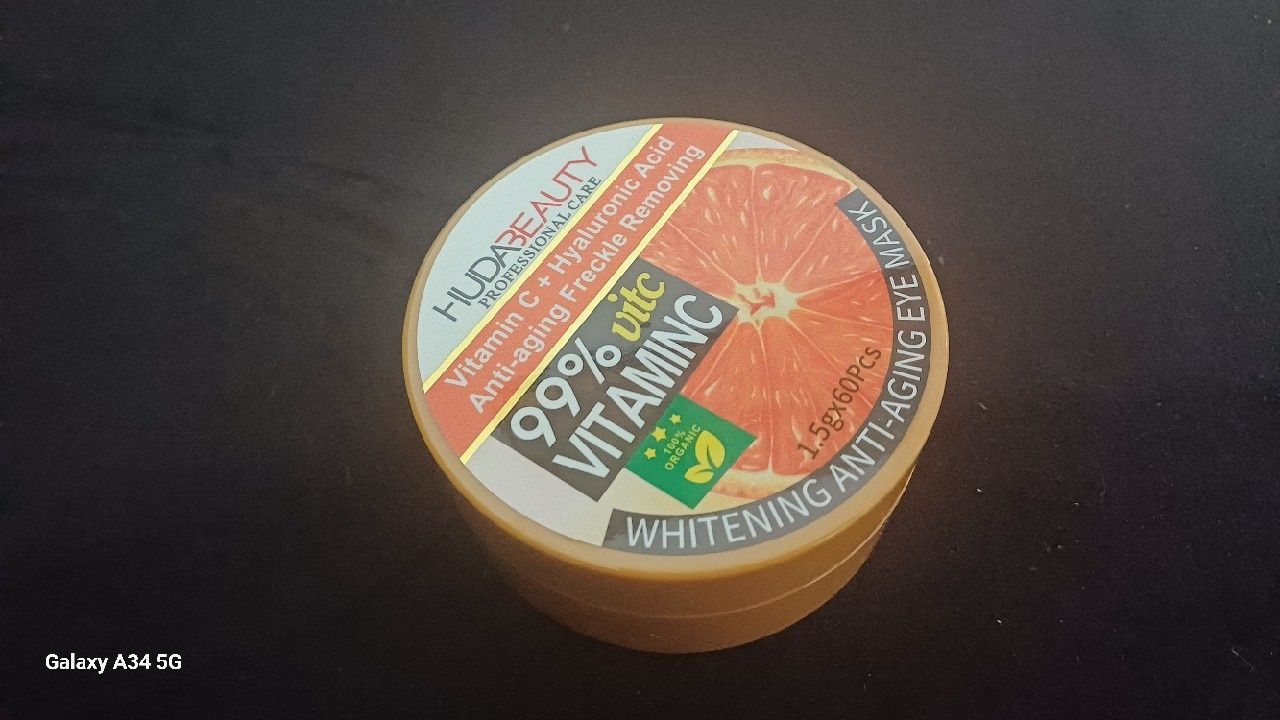 HUDABEAUTY
PROFESSIONAL CARE
Vitamin C + Hyaluronic Acid
Anti-aging Freckle Removing
99% vitc
VITAMINC
100%
ORGANIC
1.5gx60Pcs
WHITENING ANTI-AGING EYE MASK
Galaxy A34 5G